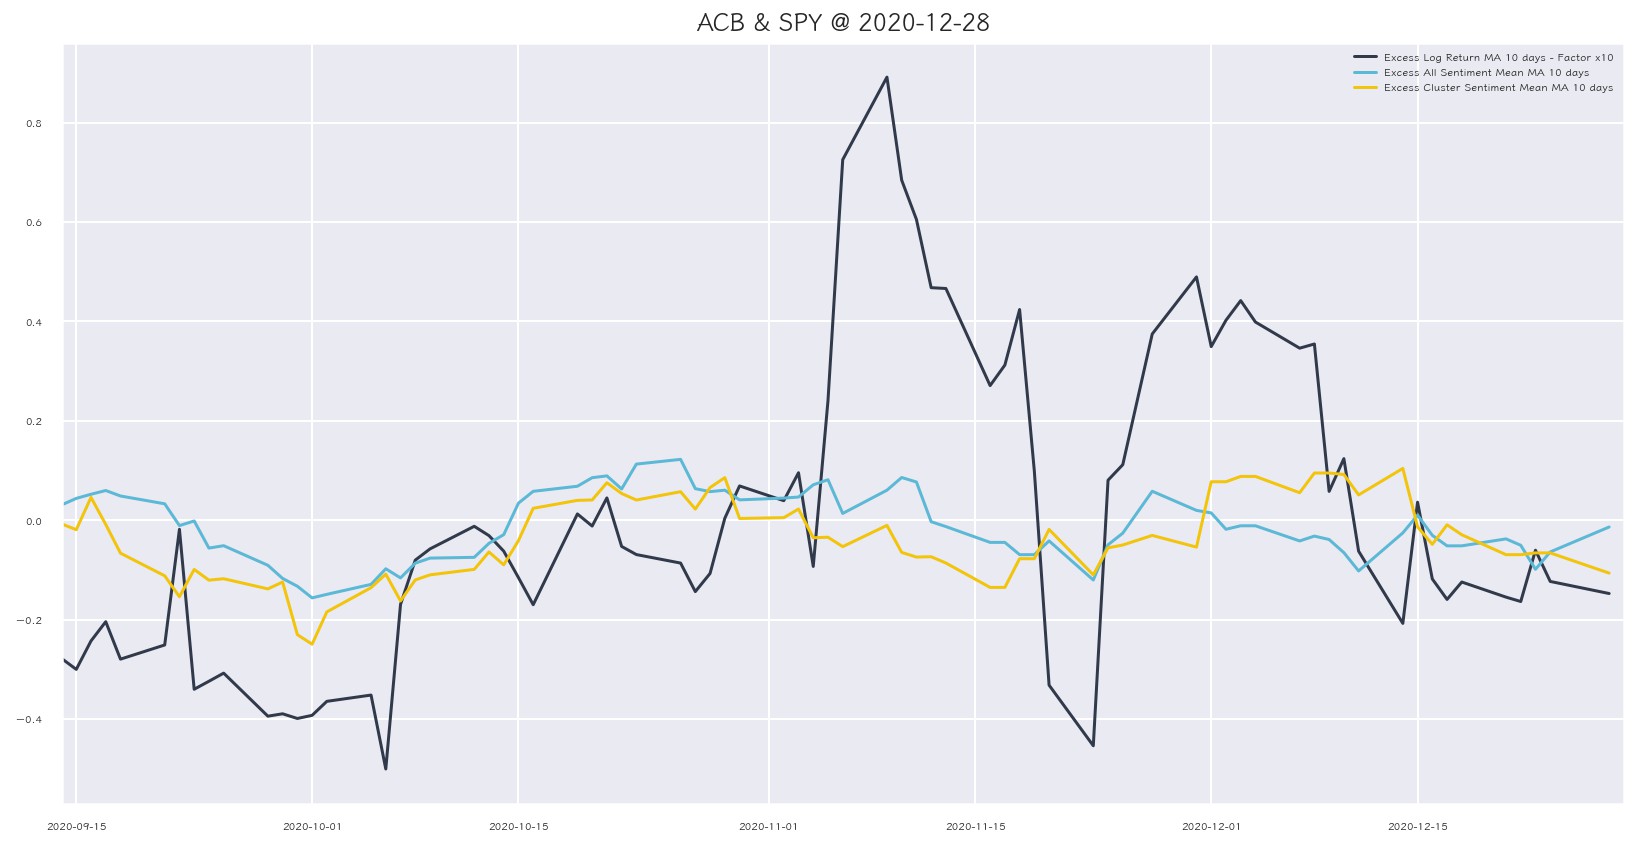 ACB & SPY @ 2020-12-28
Excess Log Return MA 10 days - Factor x10
Excess All Sentiment Mean MA 10 days
Excess Cluster Sentiment Mean MA 10 days
0.8
0.6
0.4
0.2
0.0
−0.2
−0.4
2020-09-15 2020-10-01 2020-10-15 2020-11-01 2020-11-15 2020-12-01 2020-12-15